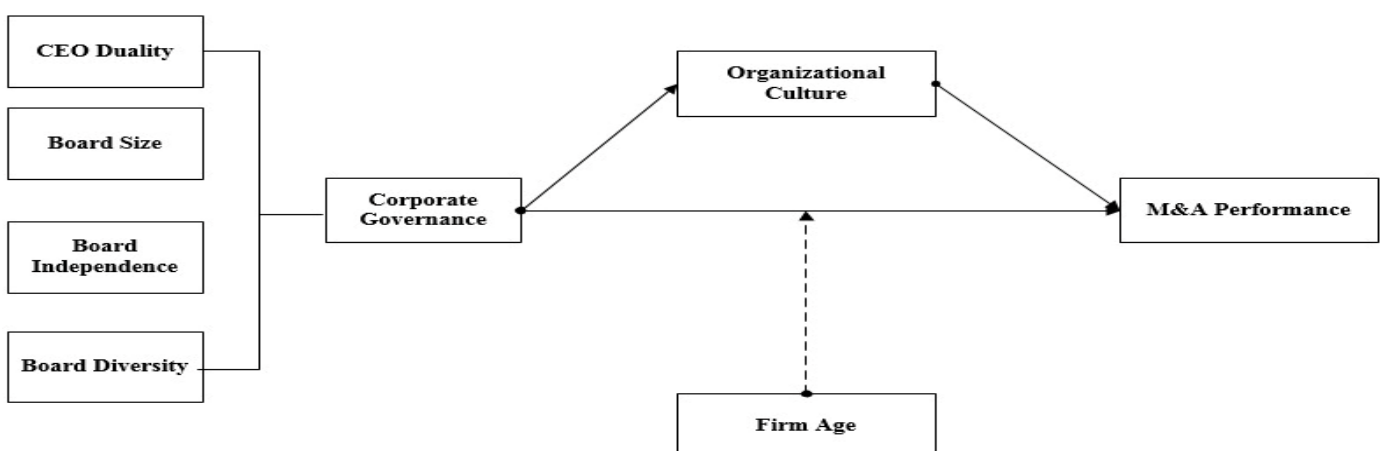 CEO Duality
Board Size
Board
Independence
Board Diversity
Corporate
Governance
Organizational
Culture
M&A Performance
Firm Age